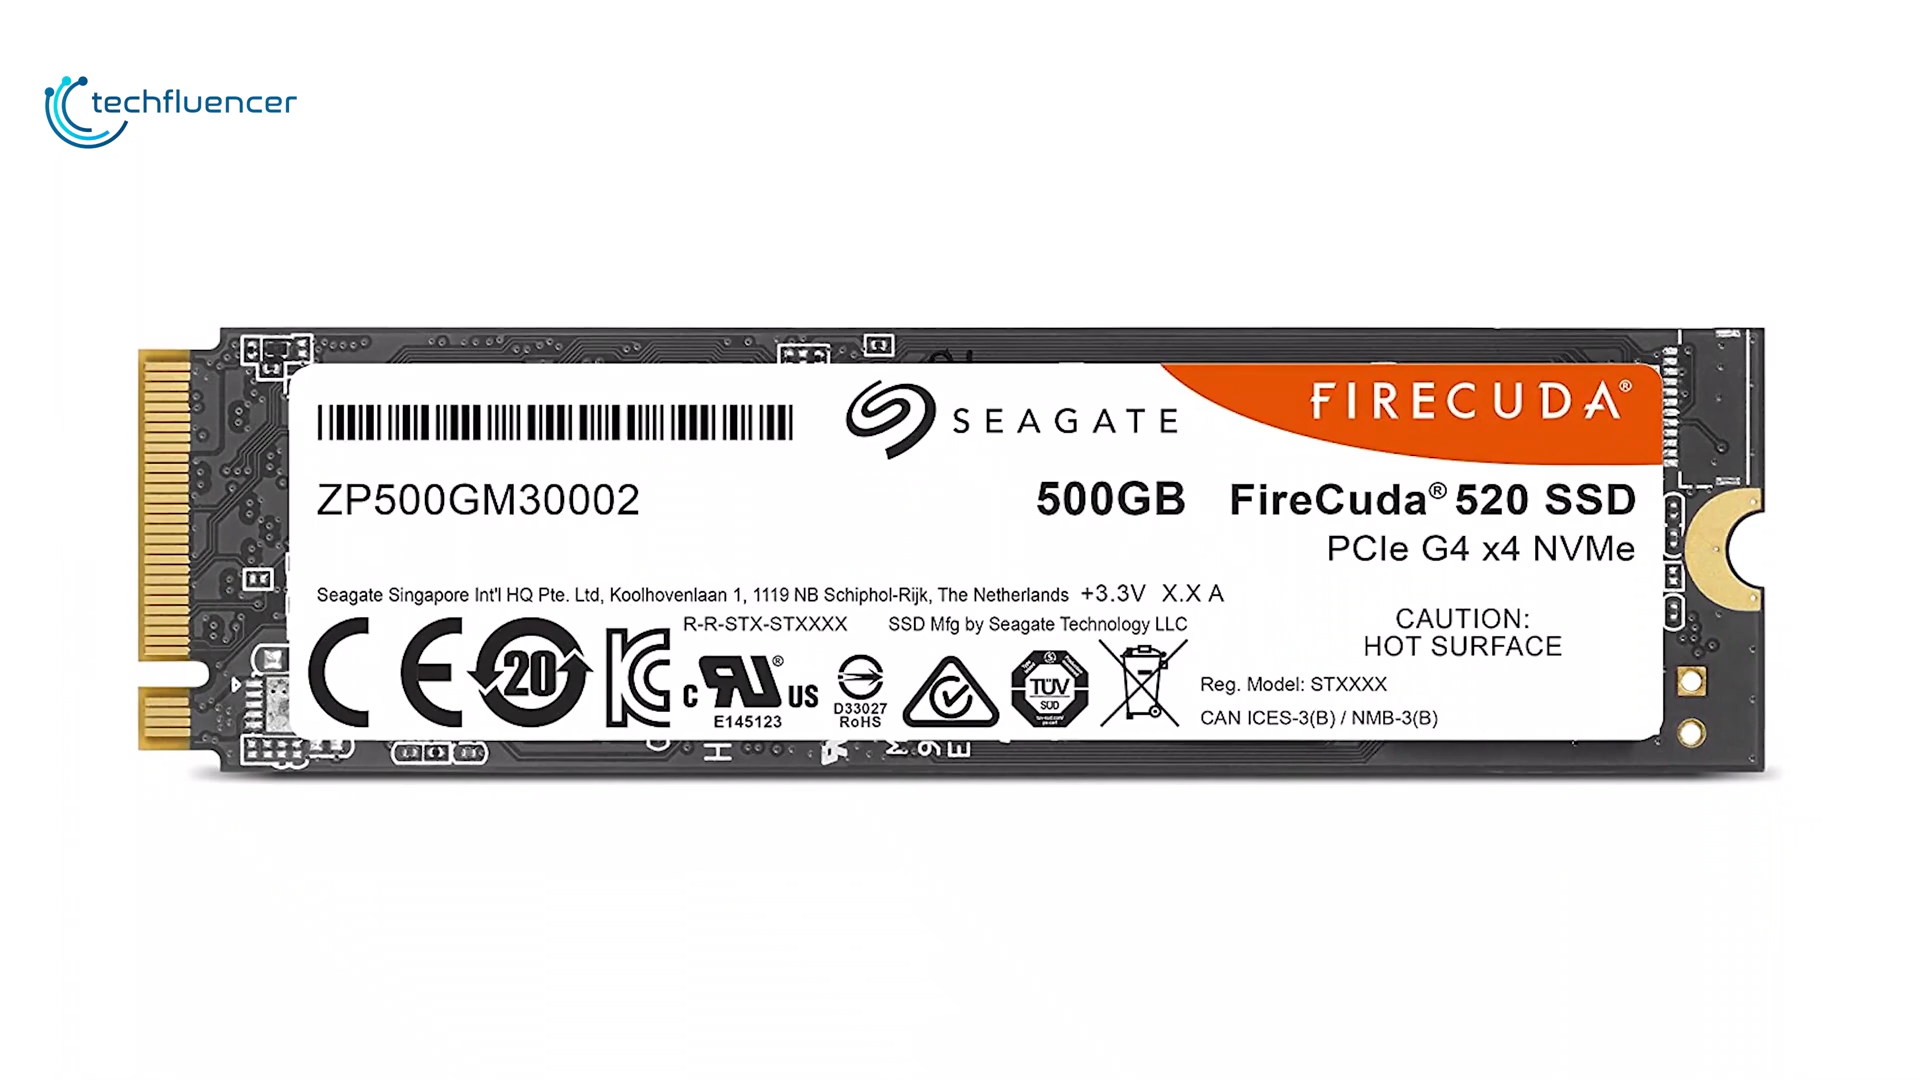 techfluencer
SEAGATE
FIRECUDA®
ZP500GM30002
500GB FireCuda® 520 SSD
PCIe G4 x4 NVMe
Seagate Singapore Int'l HQ Pte. Ltd, Koolhovenlaan 1, 1119 NB Schiphol-Rijk, The Netherlands +3.3V X.X A
R-R-STX-STXXXX SSD Mfg by Seagate Technology LLC
CAUTION:
HOT SURFACE
CE
20
C
®
US
E145123
D33027
RoHS
TÜV
SÜD
Reg. Model: STXXXX
CAN ICES-3(B) / NMB-3(B)